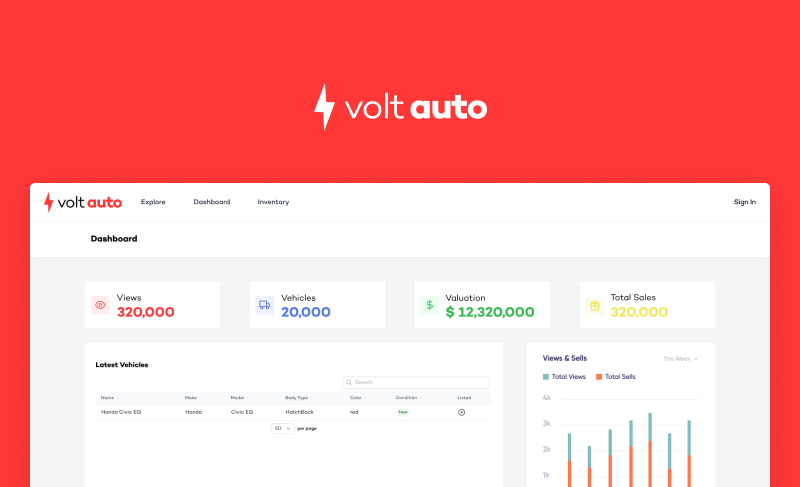 volt auto
volt auto Explore Dashboard Inventory Sign In
Dashboard
Views
320,000
Vehicles
20,000
Valuation
$ 12,320,000
Total Sales
320,000
Latest Vehicles
Search
Name Make Model BodyType Color Condition Listed
Honda Civic EG Honda Civic EG HatchBack red New
50 per page
Views & Sells This Week
Total Views Total Sells
4k
3k
2k
1k